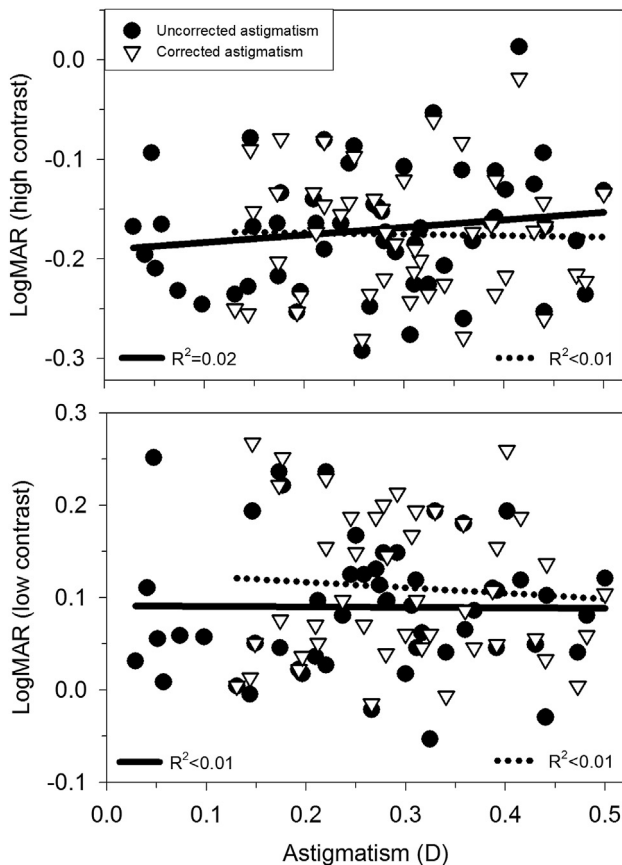 Uncorrected astigmatism
Corrected astigmatism
0.0
-0.1
-0.2
-0.3
LogMAR (high contrast)
R²=0.02 R²<0.01
0.3
0.2
0.1
0.0
-0.1
LogMAR (low contrast)
R²<0.01 R²<0.01
0.0 0.1 0.2 0.3 0.4 0.5
Astigmatism (D)